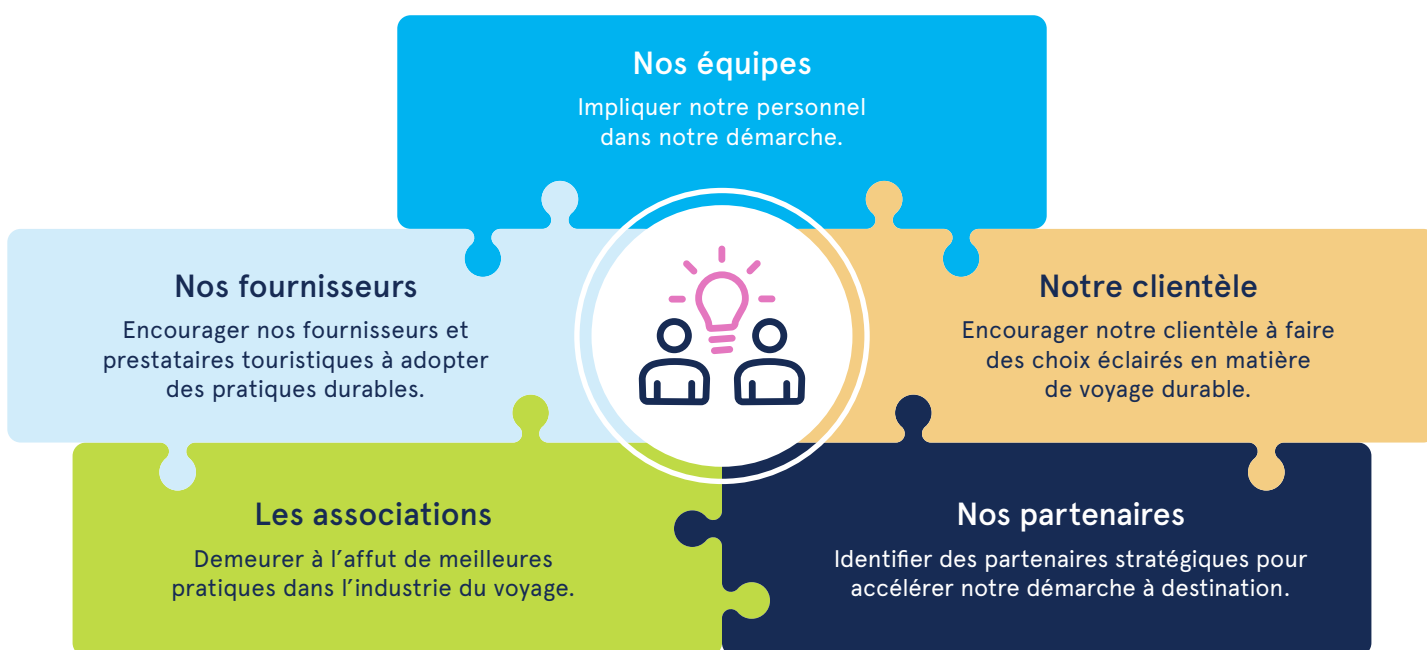 Nos équipes
Impliquer notre personnel
dans notre démarche.
Nos fournisseurs
Encourager nos fournisseurs et
prestataires touristiques à adopter
des pratiques durables.
Notre clientèle
Encourager notre clientèle à faire
des choix éclairés en matière
de voyage durable.
Les associations
Demeurer à l’affut de meilleures
pratiques dans l’industrie du voyage.
Nos partenaires
Identifier des partenaires stratégiques pour
accélérer notre démarche à destination.